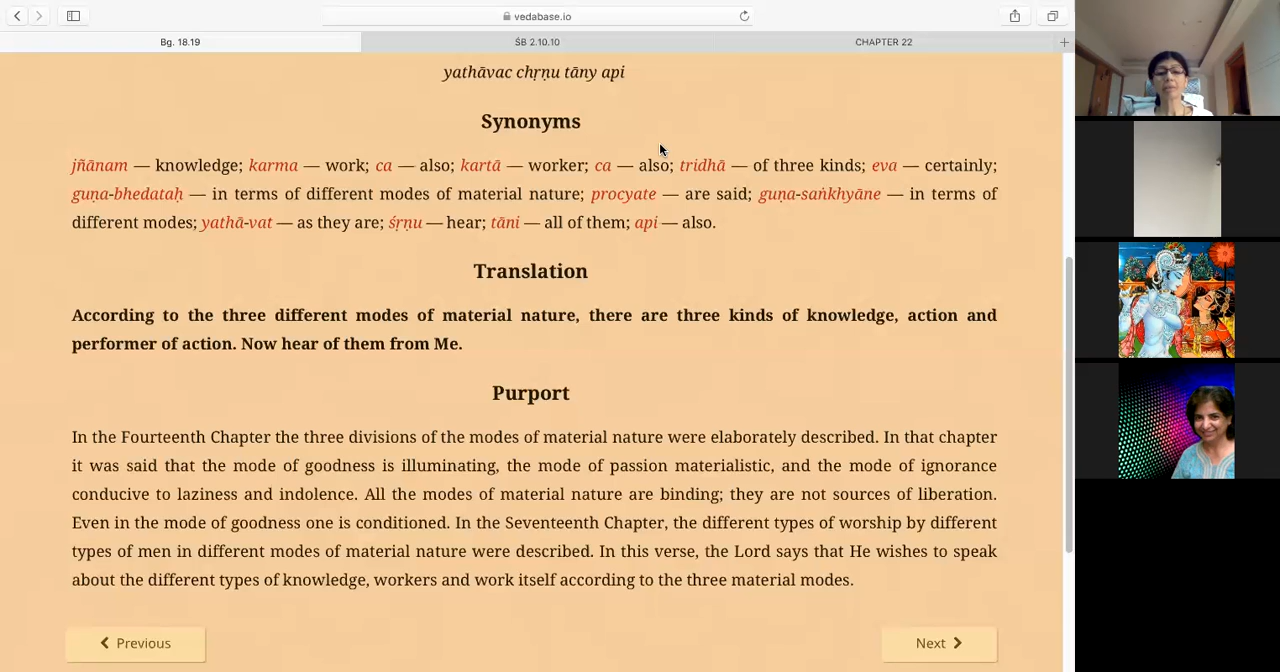 vedabase.io
Bg. 18.19
ŚB 2.10.10
CHAPTER 22
yathāvac chṛṇu tāny api
Synonyms
jñānam — knowledge; karma — work; ca — also; kartā — worker; ca — also; tridhā — of three kinds; eva — certainly;
guṇa-bhedataḥ — in terms of different modes of material nature; procyate — are said; guṇa-saṅkhyāne — in terms of
different modes; yathā-vat — as they are; śṛṇu — hear; tāni — all of them; api — also.
Translation
According to the three different modes of material nature, there are three kinds of knowledge, action and
performer of action. Now hear of them from Me.
Purport
In the Fourteenth Chapter the three divisions of the modes of material nature were elaborately described. In that chapter
it was said that the mode of goodness is illuminating, the mode of passion materialistic, and the mode of ignorance
conducive to laziness and indolence. All the modes of material nature are binding; they are not sources of liberation.
Even in the mode of goodness one is conditioned. In the Seventeenth Chapter, the different types of worship by different
types of men in different modes of material nature were described. In this verse, the Lord says that He wishes to speak
about the different types of knowledge, workers and work itself according to the three material modes.
Previous
Next